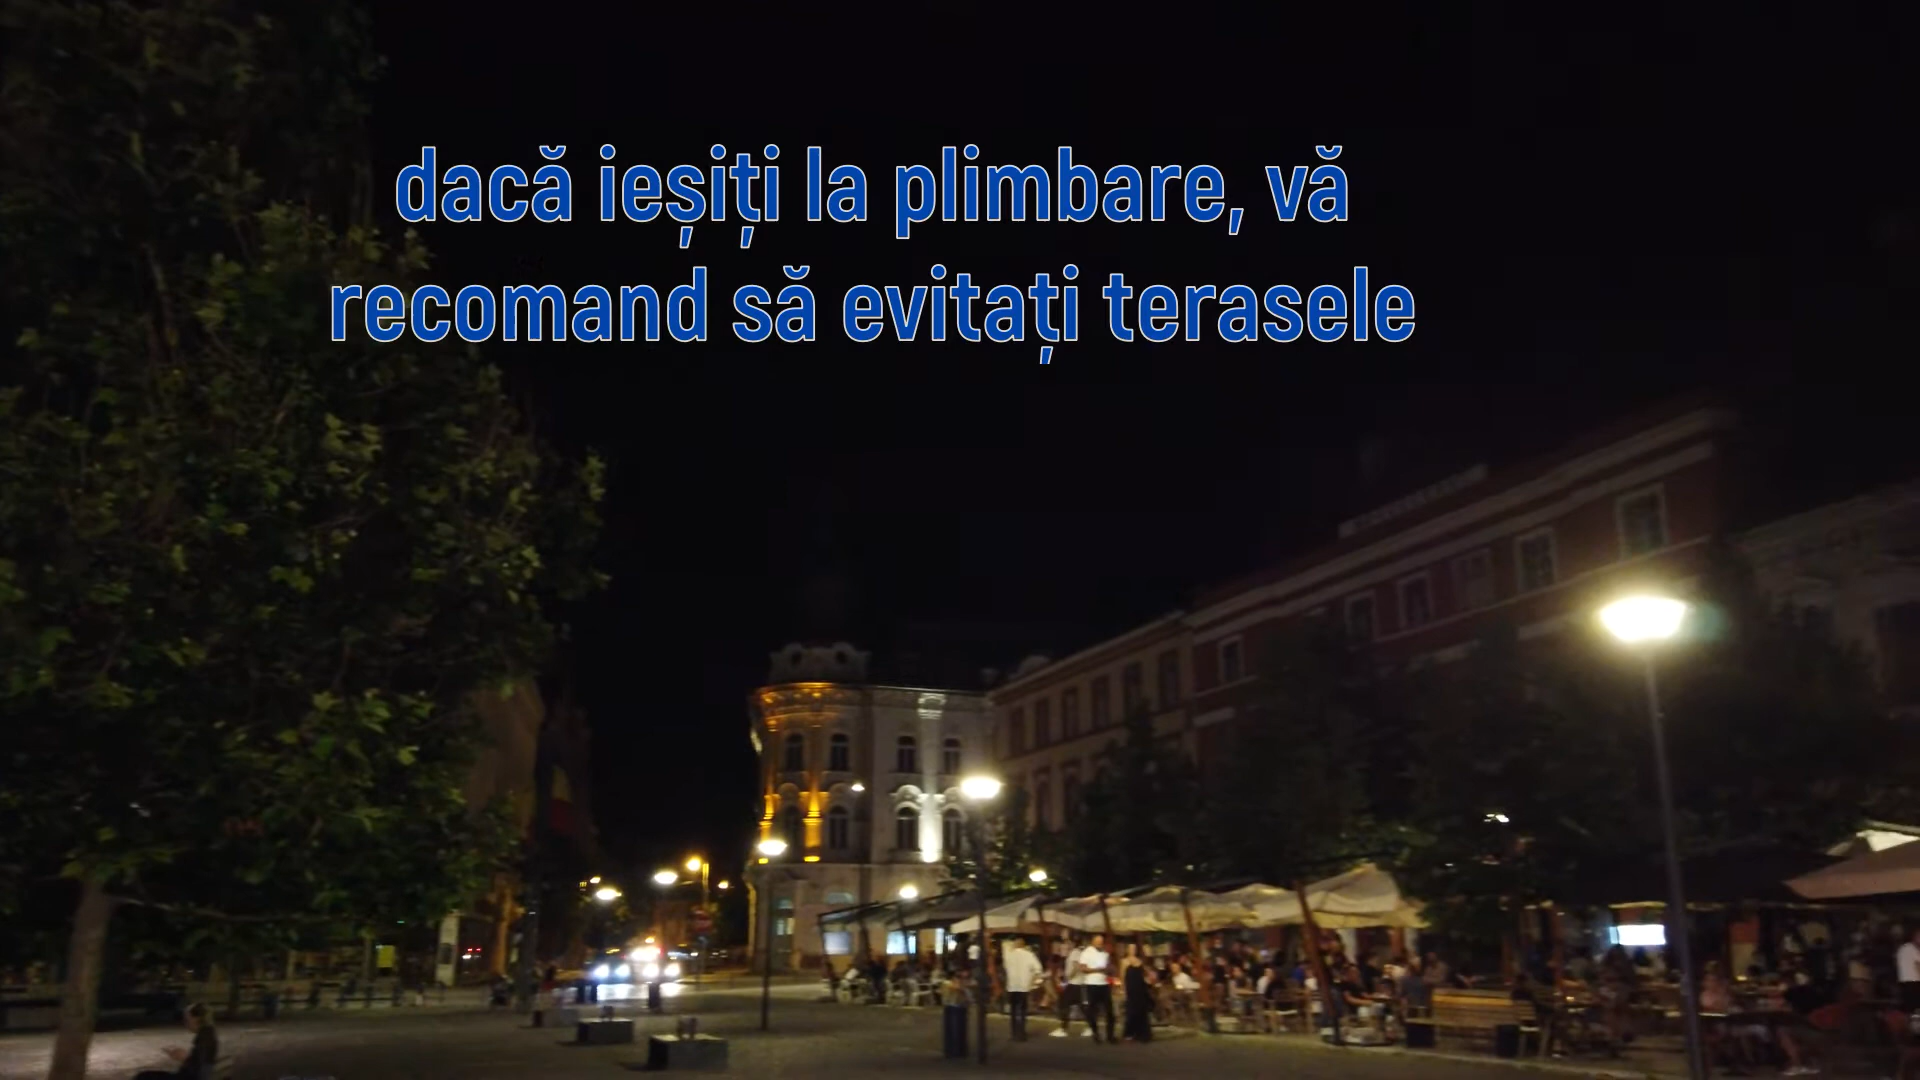 dacă ieșiți la plimbare, vă
recomand să evitați terasele